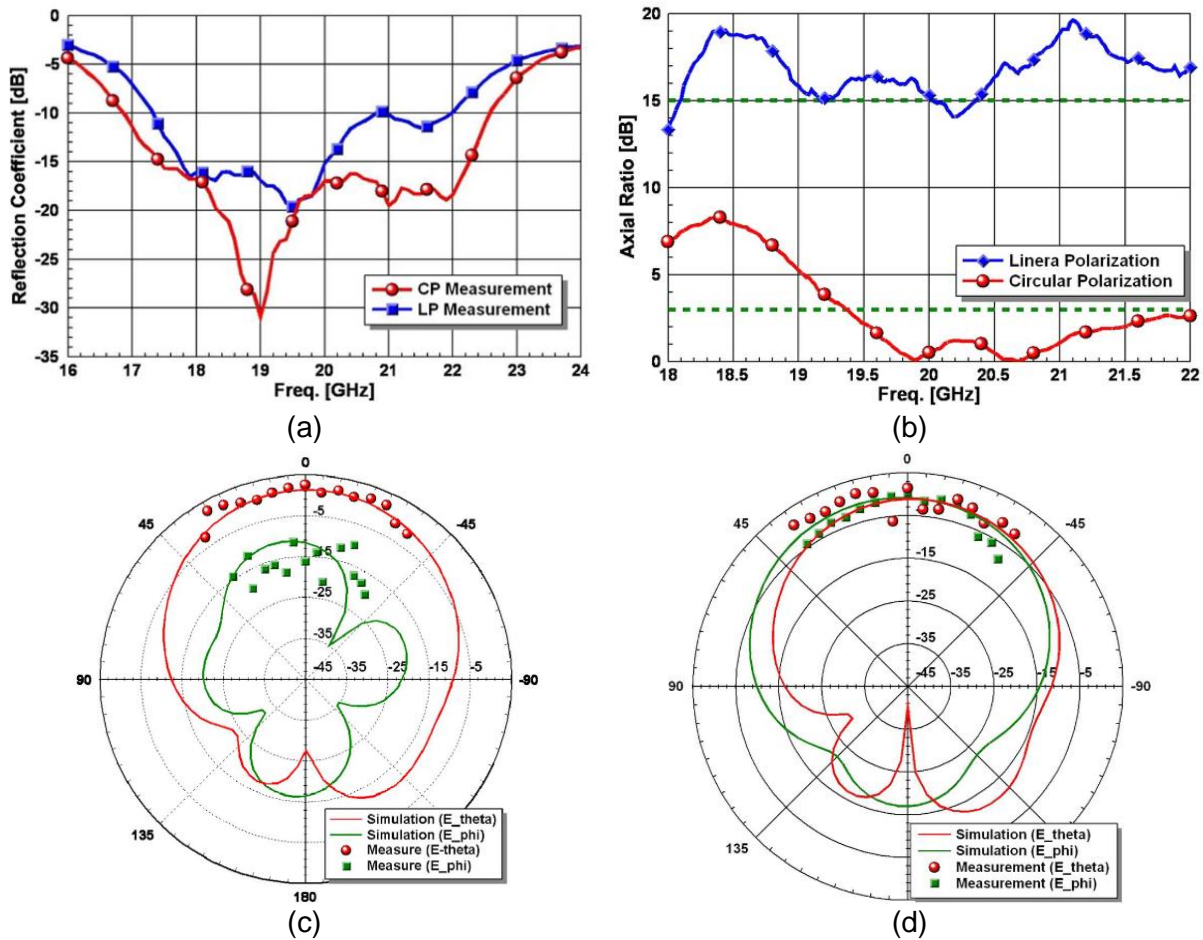 0
-5
-10
-15
-20
-25
-30
-35
Reflection Coefficient [dB]
CP Measurement
LP Measurement
16 17 18 19 20 21 22 23 24
Freq. [GHz]
(a)
20
15
10
5
0
Axial Ratio [dB]
Linera Polarization
Circular Polarization
18 18.5 19 19.5 20 20.5 21 21.5 22
Freq. [GHz]
(b)
0
45 -45
-5
-15
-25
-35
90 -45 -35 -25 -5 -90
135
Simulation (E_theta)
Simulation (E_phi)
Measure (E-theta)
Measure (E_phi)
180
(c)
0
45 -45
-5
-15
-25
-35
90 -45 -35 -25 -15 -5 -90
135
Simulation (E_theta)
Simulation (E_phi)
Measurement (E_theta)
Measurement (E_phi)
(d)